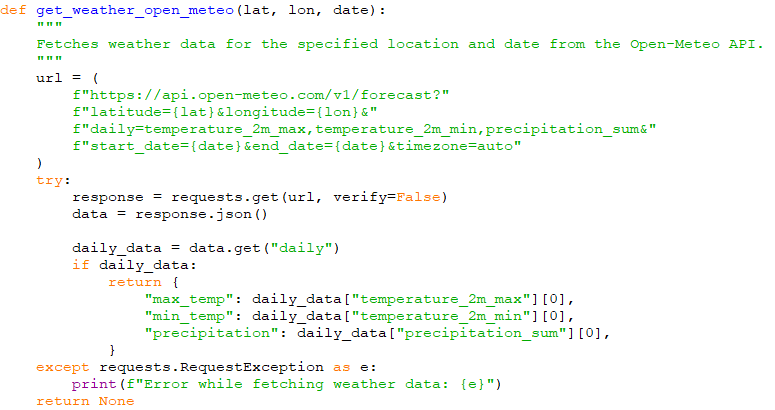 def get_weather_open_meteo(lat, lon, date):
    """
    Fetches weather data for the specified location and date from the Open-Meteo API.
    """
    url = (
        f"https://api.open-meteo.com/v1/forecast?"
        f"latitude={lat}&longitude={lon}&"
        f"daily=temperature_2m_max,temperature_2m_min,precipitation_sum&"
        f"start_date={date}&end_date={date}&timezone=auto"
    )
    try:
        response = requests.get(url, verify=False)
        data = response.json()

        daily_data = data.get("daily")
        if daily_data:
            return {
                "max_temp": daily_data["temperature_2m_max"][0],
                "min_temp": daily_data["temperature_2m_min"][0],
                "precipitation": daily_data["precipitation_sum"][0],
            }
    except requests.RequestException as e:
        print(f"Error while fetching weather data: {e}")
    return None